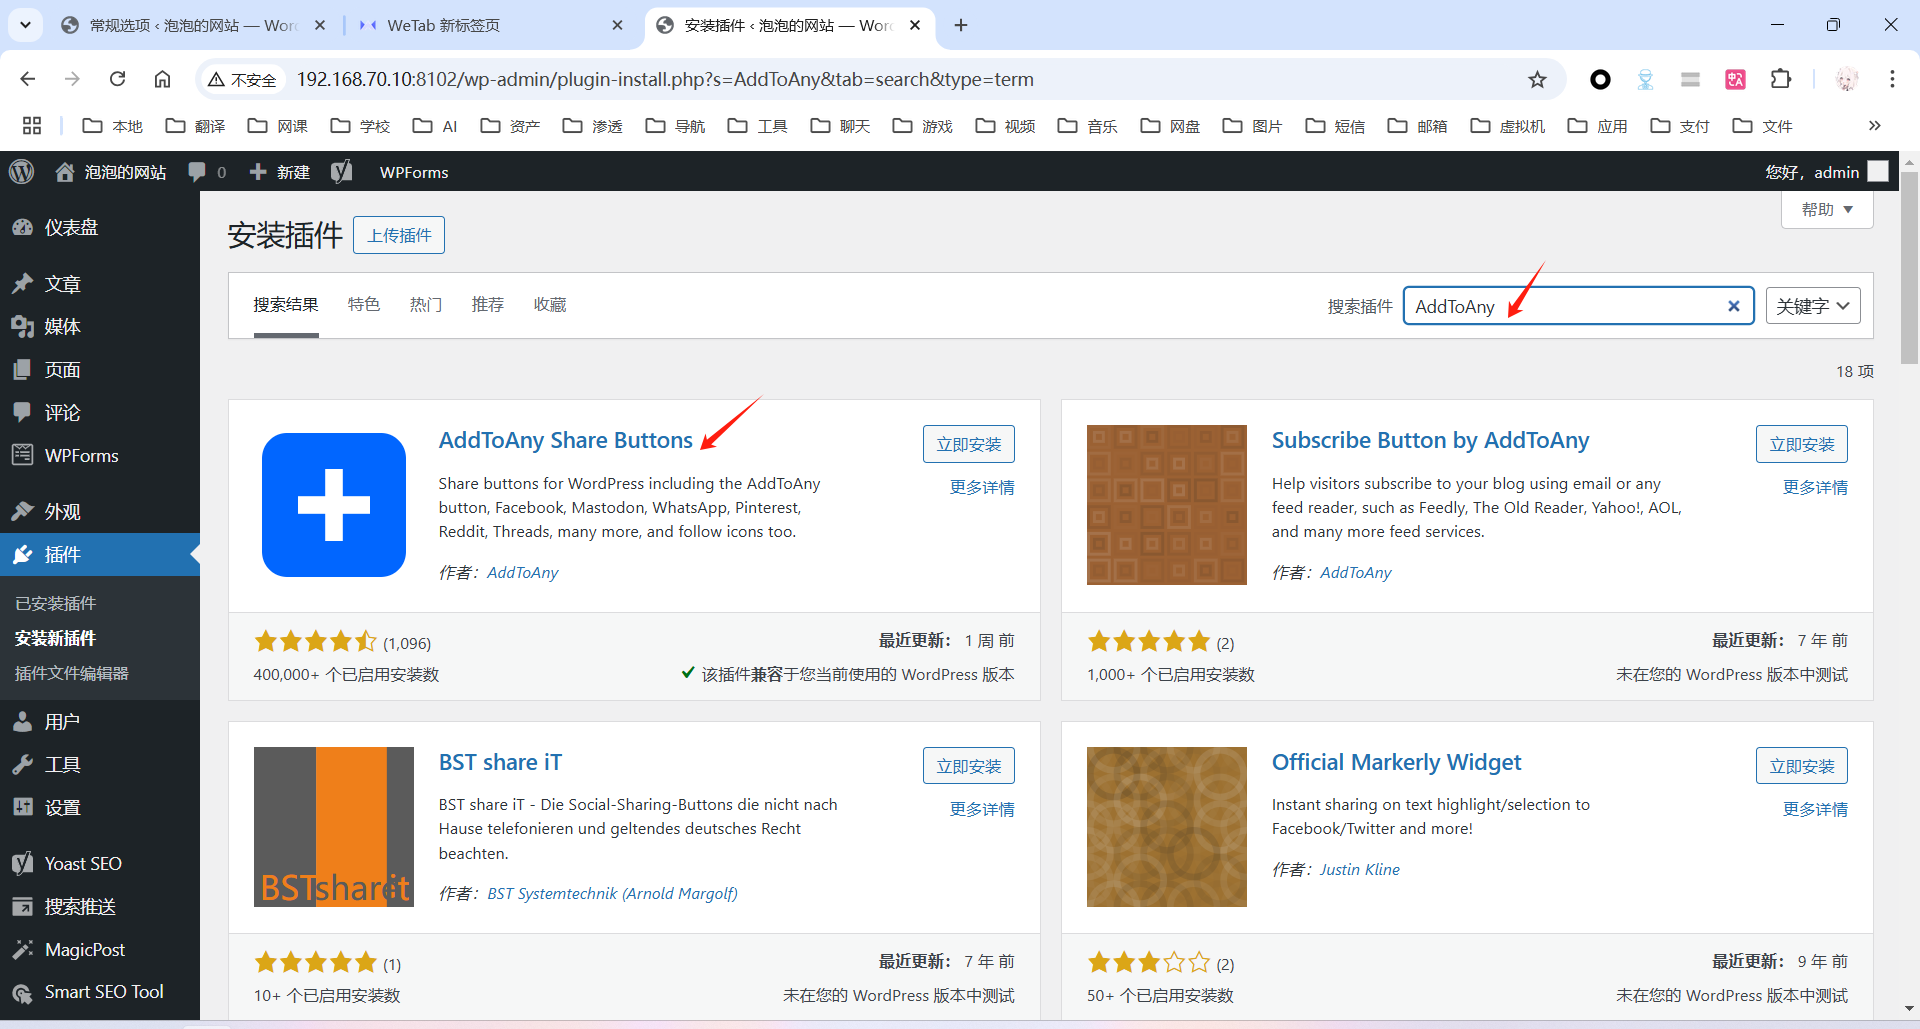 常规选项 ‹ 泡泡的网站 — Wor
WeTab 新标签页
安装插件 ‹ 泡泡的网站 — Wor
不安全
192.168.70.10:8102/wp-admin/plugin-install.php?s=AddToAny&tab=search&type=term
本地 翻译 网课 学校 AI 资产 渗透 导航 工具 聊天 游戏 视频 音乐 网盘 图片 短信 邮箱 虚拟机 应用 支付 文件
泡泡的网站 0 新建 WPForms 您好，admin
仪表盘
文章
媒体
页面
评论
WPForms
外观
插件
已安装插件
安装新插件
插件文件编辑器
用户
工具
设置
Yoast SEO
搜索推送
MagicPost
Smart SEO Tool
帮助
安装插件 上传插件
搜索结果 特色 热门 推荐 收藏
搜索插件 AddToAny 关键字
18 项
AddToAny Share Buttons
立即安装
更多详情
Share buttons for WordPress including the AddToAny
button, Facebook, Mastodon, WhatsApp, Pinterest,
Reddit, Threads, many more, and follow icons too.
作者：AddToAny
(1,096)
最近更新： 1 周 前
400,000+ 个已启用安装数
该插件兼容于您当前使用的 WordPress 版本
Subscribe Button by AddToAny
立即安装
更多详情
Help visitors subscribe to your blog using email or any
feed reader, such as Feedly, The Old Reader, Yahoo!, AOL,
and many more feed services.
作者：AddToAny
(2)
最近更新： 7 年 前
1,000+ 个已启用安装数
未在您的 WordPress 版本中测试
BSTshareit
BST share iT
立即安装
更多详情
BST share iT - Die Social-Sharing-Buttons die nicht nach
Hause telefonieren und geltendes deutsches Recht
beachten.
作者：BST Systemtechnik (Arnold Margolf)
(1)
最近更新： 7 年 前
10+ 个已启用安装数
未在您的 WordPress 版本中测试
Official Markerly Widget
立即安装
更多详情
Instant sharing on text highlight/selection to
Facebook/Twitter and more!
作者：Justin Kline
(2)
最近更新： 9 年 前
50+ 个已启用安装数
未在您的 WordPress 版本中测试